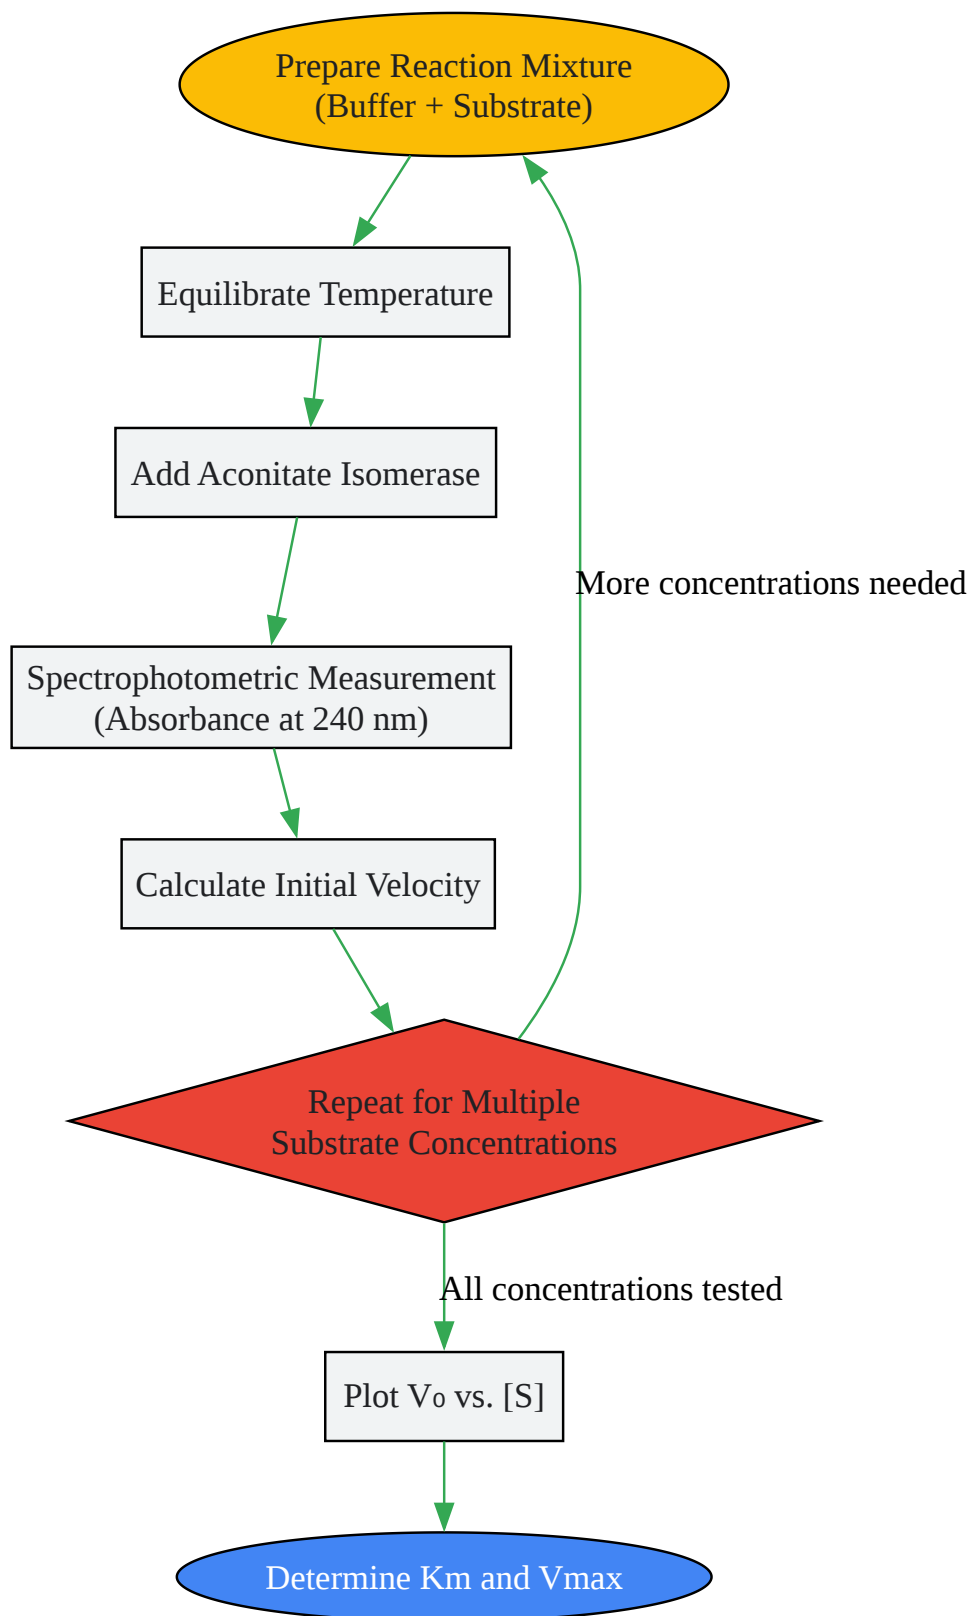 Prepare Reaction Mixture
(Buffer + Substrate)
Equilibrate Temperature
Add Aconitate Isomerase
More concentrations needed
Spectrophotometric Measurement
(Absorbance at 240 nm)
Calculate Initial Velocity
Repeat for Multiple
Substrate Concentrations
All concentrations tested
Plot V₀ vs. [S]
Determine Km and Vmax